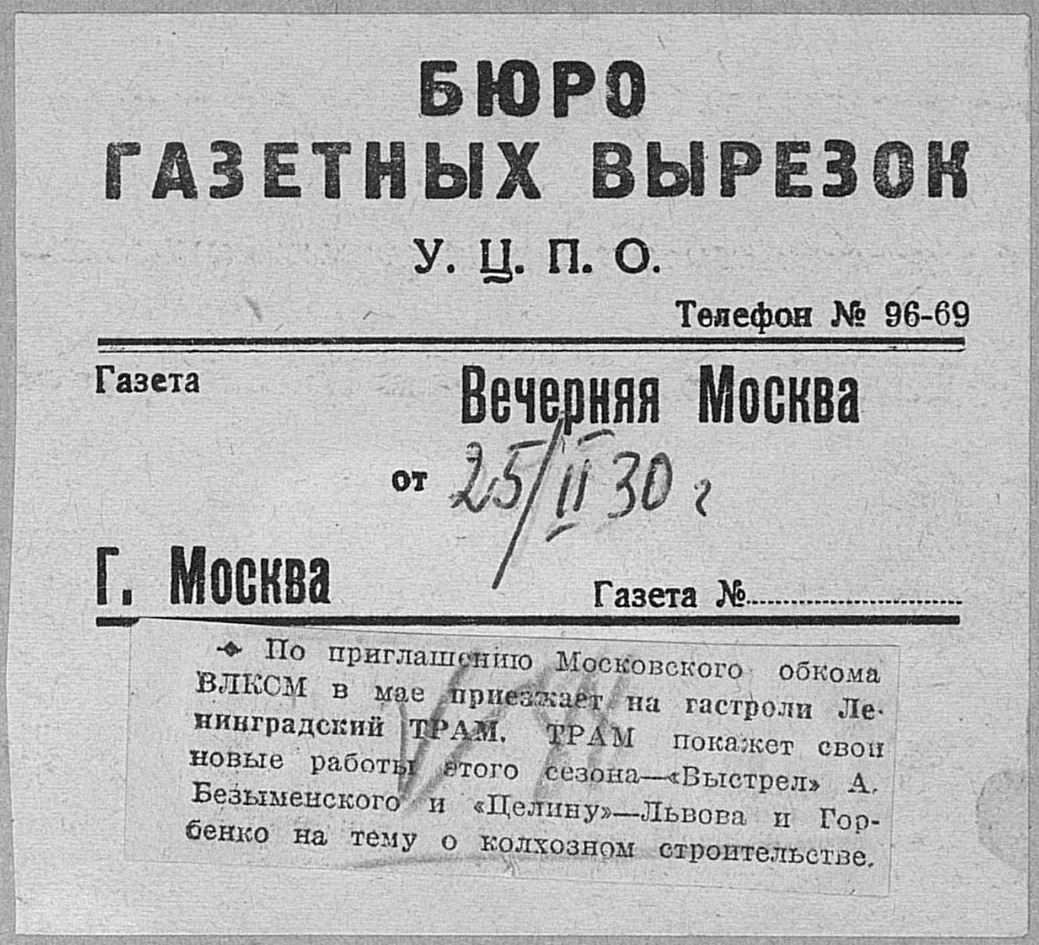 БЮРО
ГАЗЕТНЫХ ВЫРЕЗОК
У. Ц. П. О.
Телефон № 96-69
Газета Вечерняя Москва
от 25/II 30 г
Г. Москва Газета №
По приглашению Московского обкома
ВЛКСМ в мае приезжает на гастроли Ле-
нинградский ТРАМ. ТРАМ покажет свои
новые работы этого сезона—«Выстрел» А.
Безыменского и «Целину»—Львова и Гор-
бенко на тему о колхозном строительстве.